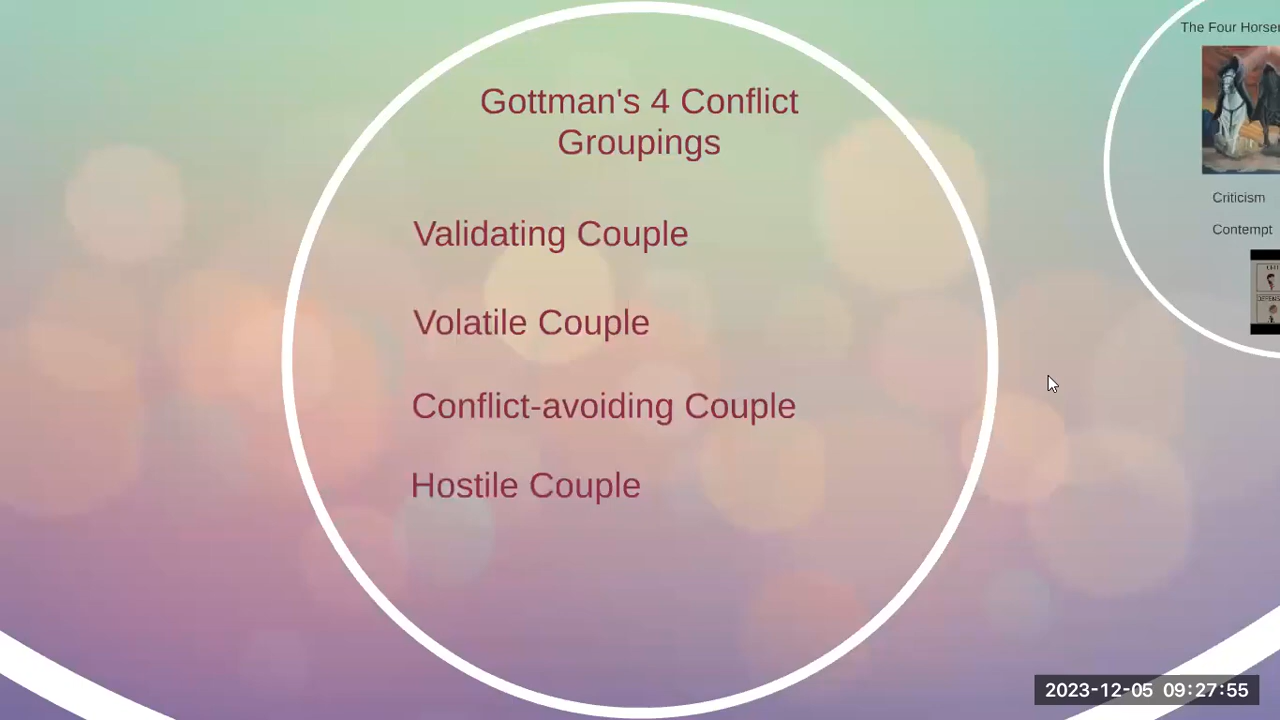 Gottman's 4 Conflict
Groupings
Validating Couple
Volatile Couple
Conflict-avoiding Couple
Hostile Couple
The Four
Criticism
Contempt
2023-12-05 09:27:55